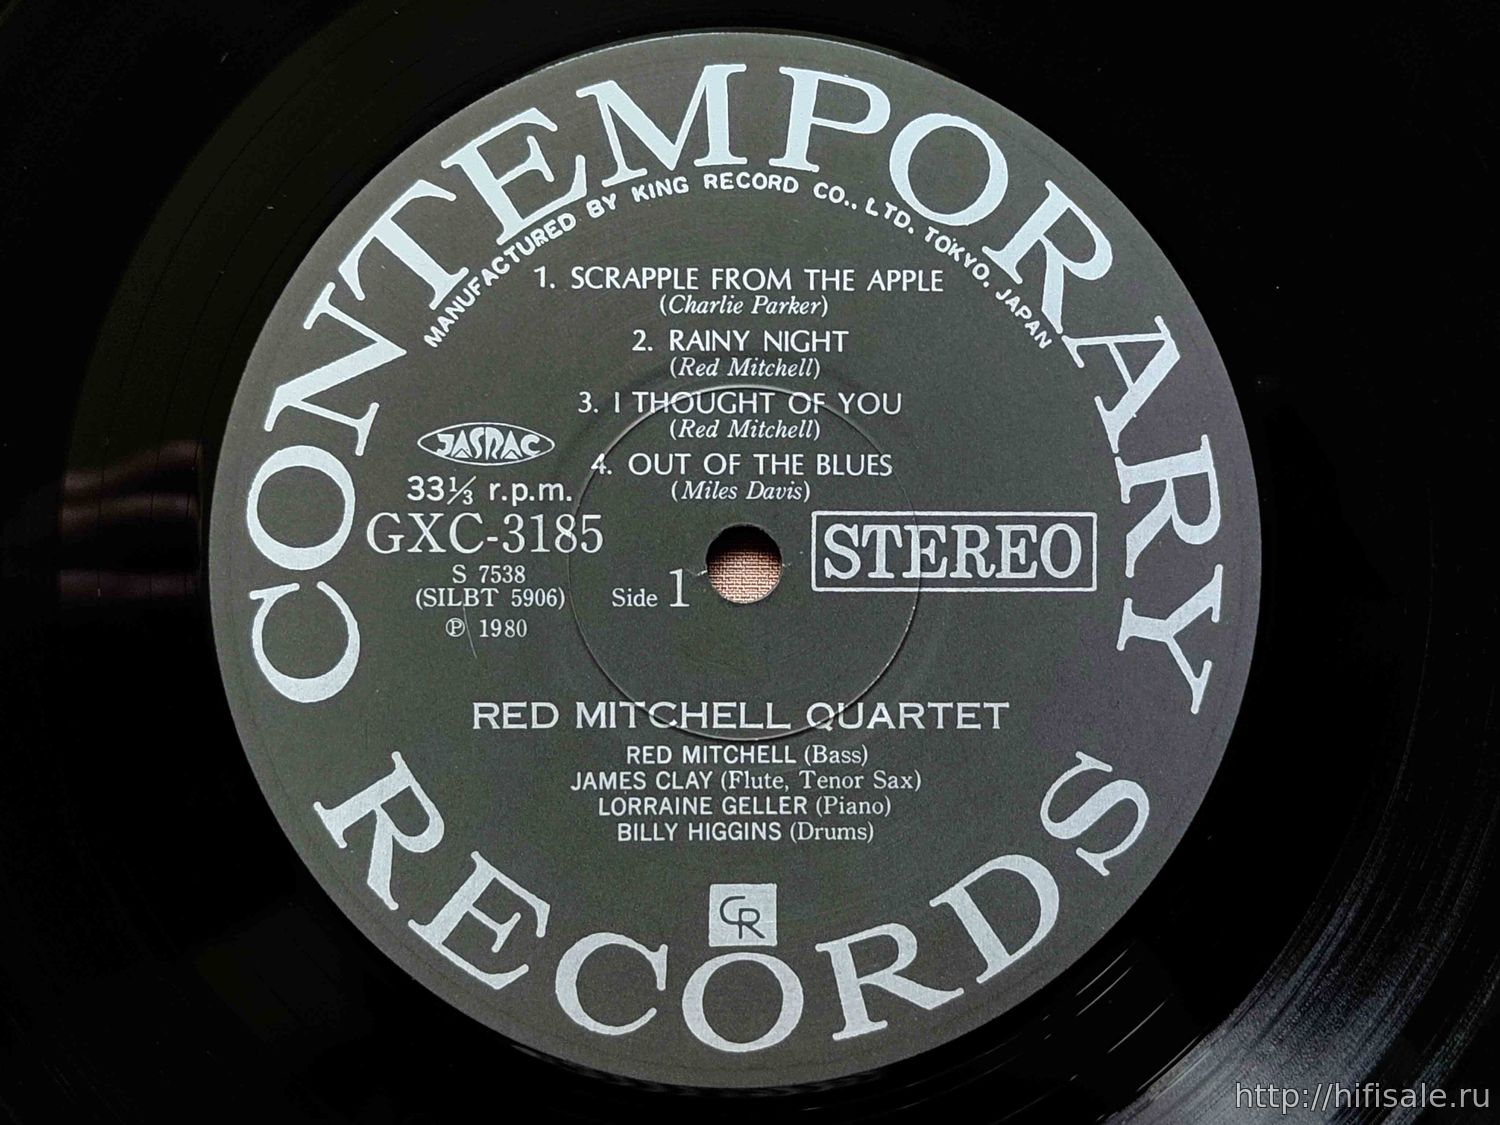 CONTEMPORARY
MANUFACTURED BY KING RECORD CO., LTD. TOKYO. JAPAN
1. SCRAPPLE FROM THE APPLE
(Charlie Parker)
2. RAINY NIGHT
(Red Mitchell)
3. I THOUGHT OF YOU
(Red Mitchell)
4. OUT OF THE BLUES
(Miles Davis)
JASRAC
33⅓ r.p.m.
GXC-3185
S 7538
(SILBT 5906)
℗ 1980
Side 1
STEREO
RED MITCHELL QUARTET
RED MITCHELL (Bass)
JAMES CLAY (Flute, Tenor Sax)
LORRAINE GELLER (Piano)
BILLY HIGGINS (Drums)
CR
RECORDS
http://hifisale.ru